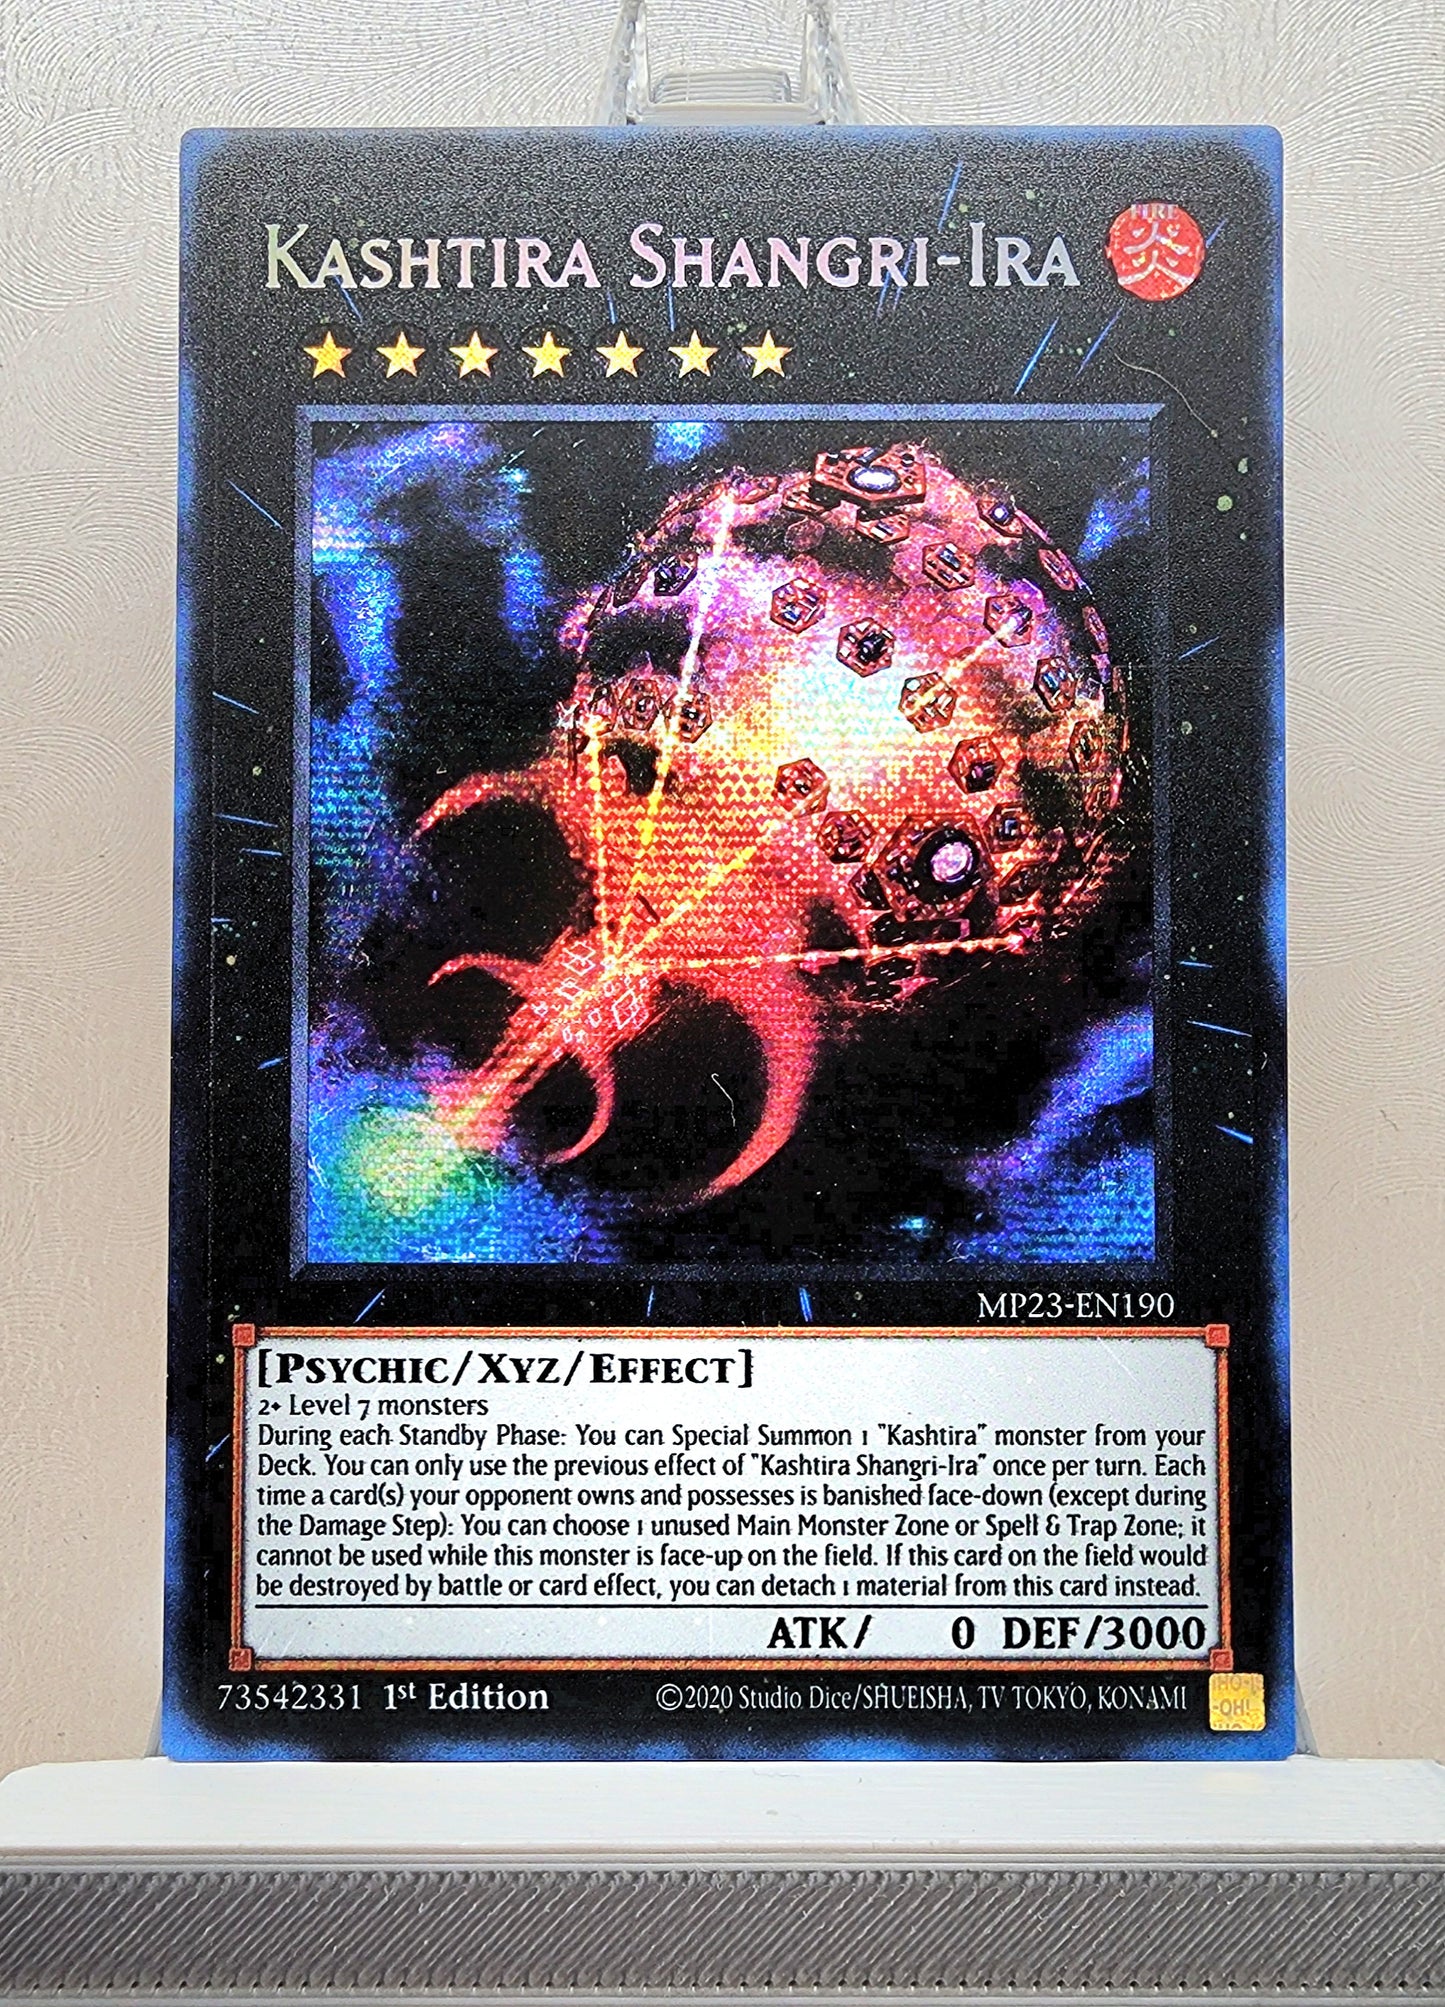 KASHTIRA SHANGRI-IRA
FIRE
炎
[PSYCHIC/XYZ/EFFECT]
2+ Level 7 monsters
During each Standby Phase: You can Special Summon 1 "Kashtira" monster from your
Deck. You can only use the previous effect of "Kashtira Shangri-Ira" once per turn. Each
time a card(s) your opponent owns and possesses is banished face-down (except during
the Damage Step): You can choose 1 unused Main Monster Zone or Spell & Trap Zone; it
cannot be used while this monster is face-up on the field. If this card on the field would
be destroyed by battle or card effect, you can detach 1 material from this card instead.
ATK/ 0 DEF/3000
MP23-EN190
73542331 1st Edition
©2020 Studio Dice/SHUEISHA, TV TOKYO, KONAMI
-OH!